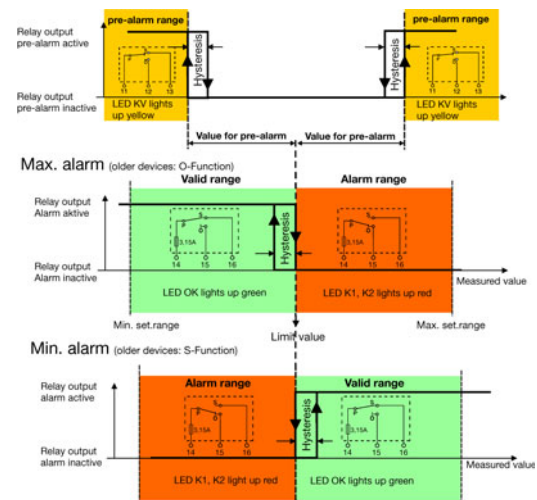 pre-alarm range
pre-alarm range
Relay output
pre-alarm active
Hysteresis
Hysteresis
11 12 13
11 12 13
Relay output
pre-alarm inactive
LED KV lights
up yellow
LED KV lights
up yellow
Value for pre-alarm
Value for pre-alarm
Max. alarm (older devices: O-Function)
Valid range
Alarm range
Relay output
Alarm aktive
Hysteresis
3,15A
3,15A
14 15 16
14 15 16
Relay output
Alarm inactive
Measured value
LED OK lights up green
LED K1, K2 lights up red
Min. set.range
Limit value
Max. set.range
Min. alarm (older devices: S-Function)
Alarm range
Valid range
Relay output
alarm active
Hysteresis
3,15A
3,15A
14 15 16
14 15 16
Relay output
alarm inactive
Measured value
LED K1, K2 light up red
LED OK lights up green